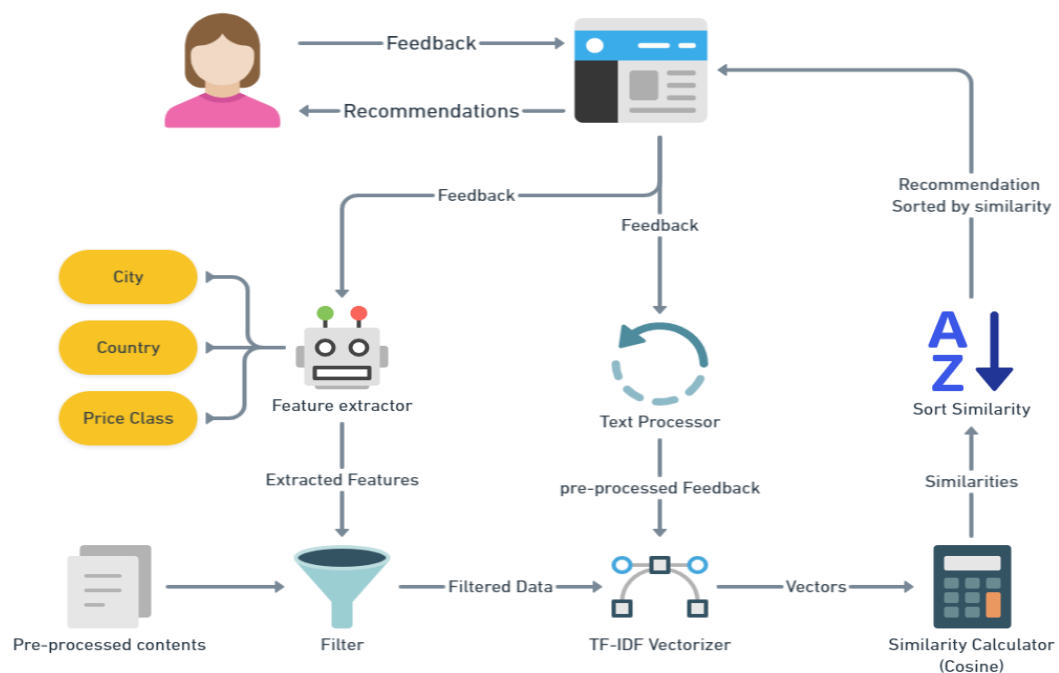 Feedback
Recommendations
Feedback
Recommendation
Sorted by similarity
Feedback
City
Country
Price Class
Feature extractor
Text Processor
Sort Similarity
A
Z
Extracted Features
pre-processed Feedback
Similarities
Filtered Data
Vectors
Pre-processed contents
Filter
TF-IDF Vectorizer
Similarity Calculator
(Cosine)